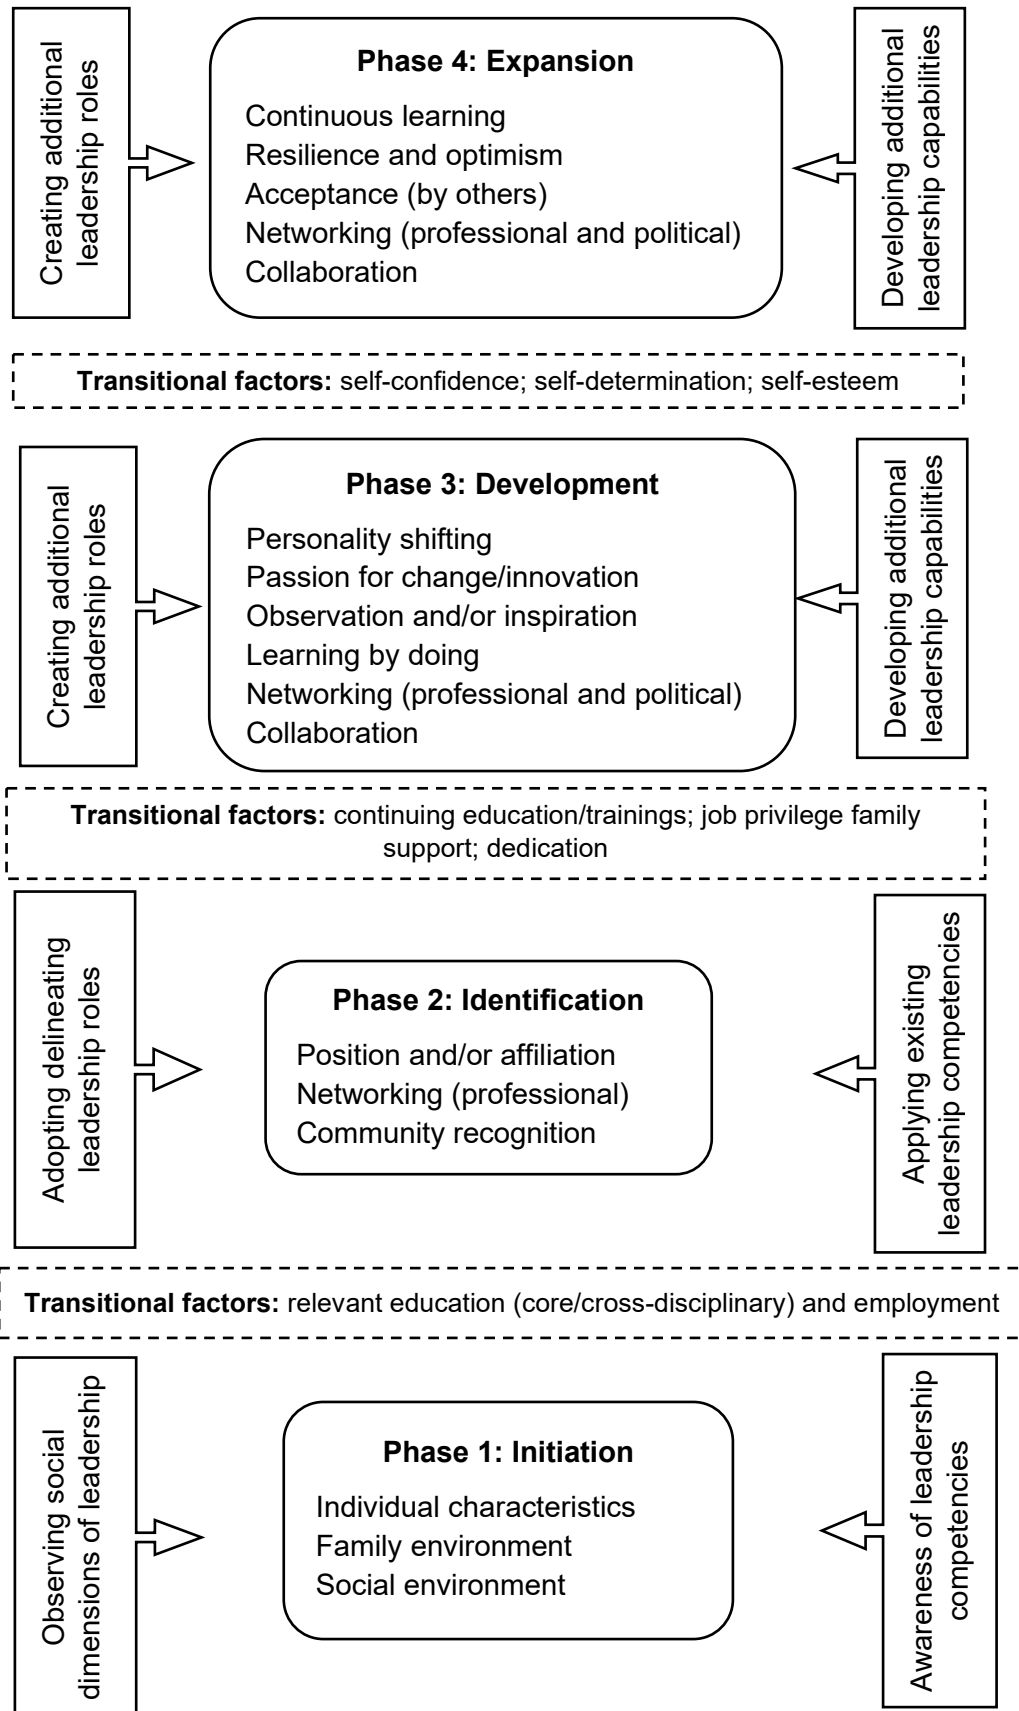 Creating additional
leadership roles
Phase 4: Expansion
Continuous learning
Resilience and optimism
Acceptance (by others)
Networking (professional and political)
Collaboration
Developing additional
leadership capabilities
Transitional factors: self-confidence; self-determination; self-esteem
Creating additional
leadership roles
Phase 3: Development
Personality shifting
Passion for change/innovation
Observation and/or inspiration
Learning by doing
Networking (professional and political)
Collaboration
Developing additional
leadership capabilities
Transitional factors: continuing education/trainings; job privilege family
support; dedication
Adopting delineating
leadership roles
Phase 2: Identification
Position and/or affiliation
Networking (professional)
Community recognition
Applying existing
leadership competencies
Transitional factors: relevant education (core/cross-disciplinary) and employment
Observing social
dimensions of leadership
Phase 1: Initiation
Individual characteristics
Family environment
Social environment
Awareness of leadership
competencies